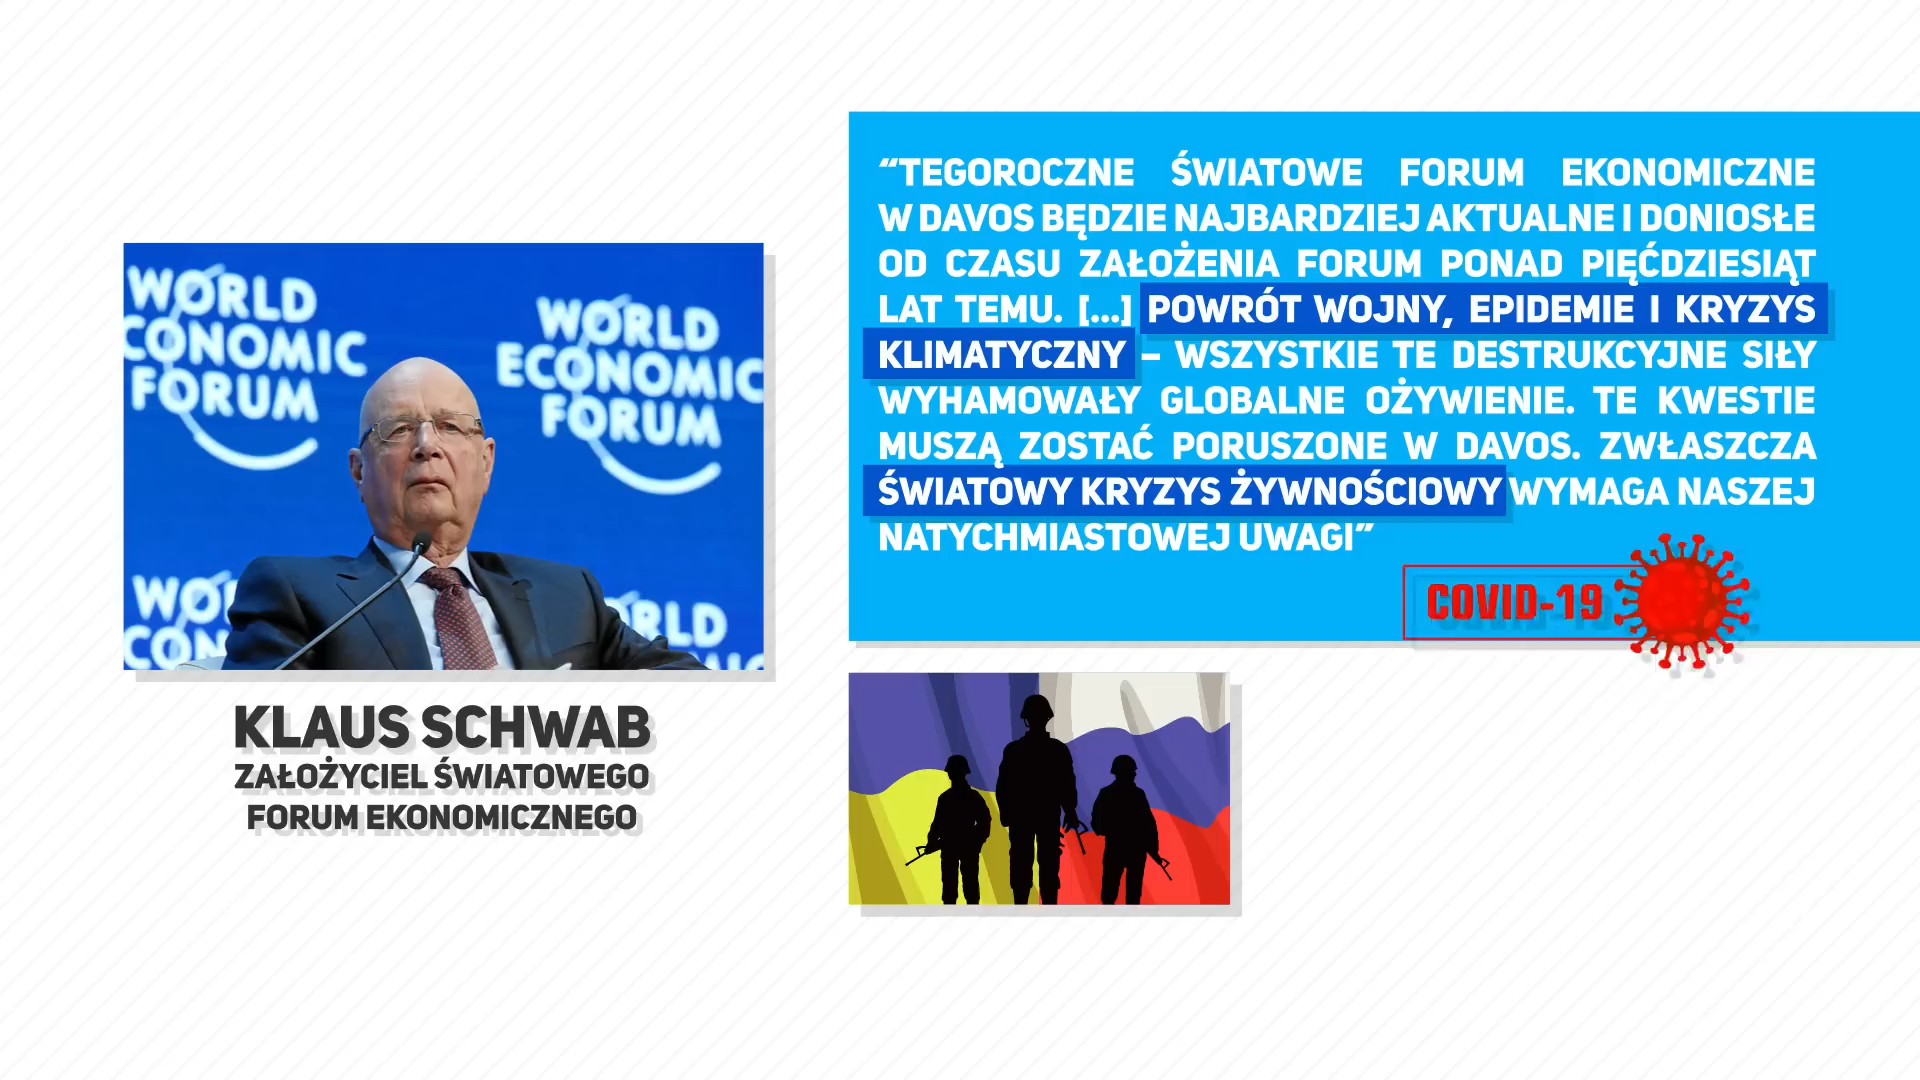 WORLD
ECONOMIC
FORUM
WORLD
ECONOMIC
FORUM
KLAUS SCHWAB
ZAŁOŻYCIEL ŚWIATOWEGO
FORUM EKONOMICZNEGO
“TEGOROCZNE ŚWIATOWE FORUM EKONOMICZNE
W DAVOS BĘDZIE NAJBARDZIEJ AKTUALNE I DONIOSŁE
OD CZASU ZAŁOŻENIA FORUM PONAD PIĘĆDZIESIĄT
LAT TEMU. [...] POWRÓT WOJNY, EPIDEMIE I KRYZYS
KLIMATYCZNY – WSZYSTKIE TE DESTRUKCYJNE SIŁY
WYHAMOWAŁY GLOBALNE OŻYWIENIE. TE KWESTIE
MUSZĄ ZOSTAĆ PORUSZONE W DAVOS. ZWŁASZCZA
ŚWIATOWY KRYZYS ŻYWNOŚCIOWY WYMAGA NASZEJ
NATYCHMIASTOWEJ UWAGI”
COVID-19